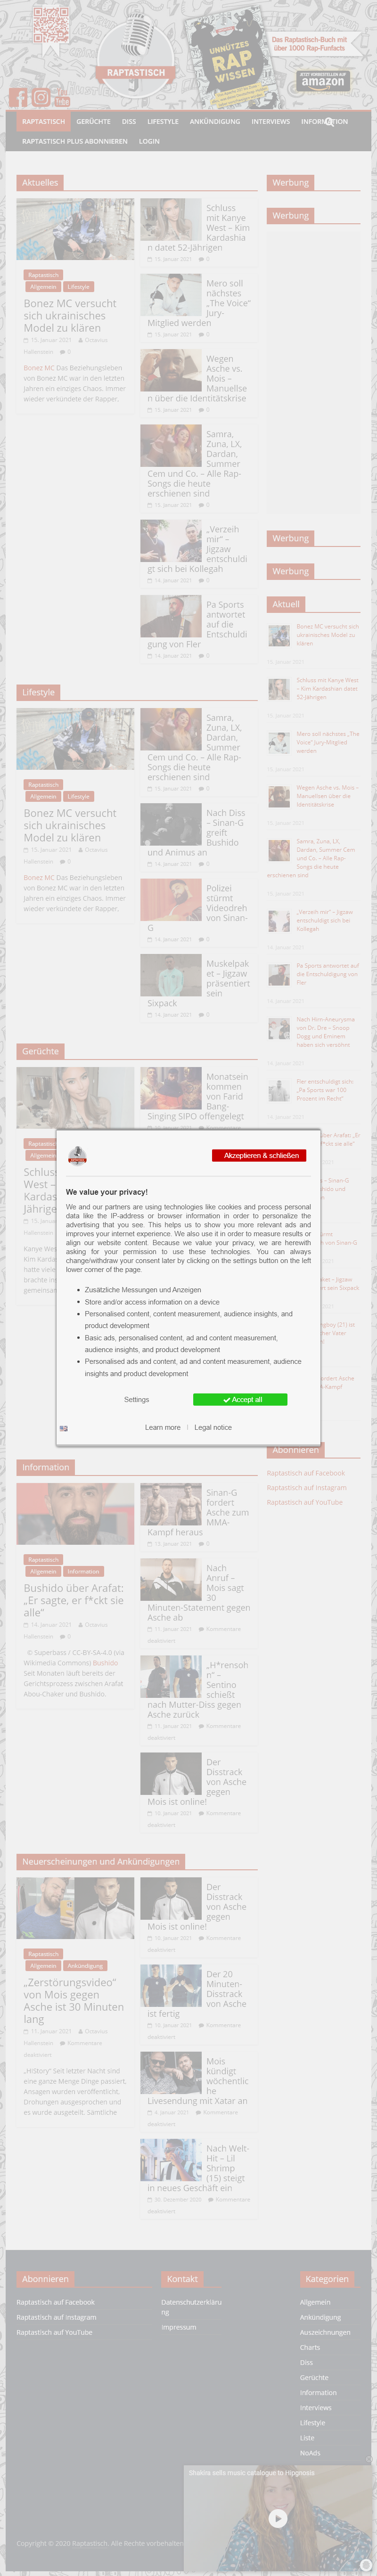 Das Raptastisch-Buch mit
über 1000 Rap-Funfacts
UNNÜTZES
RAP
WISSEN
RAPTASTISCH
JETZT VORBESTELLEN AUF
amazon
RAPTASTISCH GERÜCHTE DISS LIFESTYLE ANKÜNDIGUNG INTERVIEWS INFORMATION
RAPTASTISCH PLUS ABONNIEREN LOGIN
Aktuelles
Raptastisch
Allgemein Lifestyle
Bonez MC versucht
sich ukrainisches
Model zu klären
15. Januar 2021 Octavius
Hallenstein 0
Bonez MC Das Beziehungsleben
von Bonez MC war in den letzten
Jahren ein einziges Chaos. Immer
wieder verkündete der Rapper,
Schluss
mit Kanye
West – Kim
Kardashia
n datet 52-Jährigen
15. Januar 2021 0
Mero soll
nächstes
„The Voice"
Jury-
Mitglied werden
15. Januar 2021 0
Wegen
Asche vs.
Mois –
Manuellse
n über die Identitätskrise
15. Januar 2021 0
Samra,
Zuna, LX,
Dardan,
Summer
Cem und Co. – Alle Rap-
Songs die heute
erschienen sind
15. Januar 2021 0
„Verzeih
mir" –
Jigzaw
entschuldi
gt sich bei Kollegah
14. Januar 2021 0
Pa Sports
antwortet
auf die
Entschuldi
gung von Fler
14. Januar 2021 0
Werbung
Werbung
Werbung
Werbung
Aktuell
Bonez MC versucht sich
ukrainisches Model zu
klären
15. Januar 2021
Schluss mit Kanye West
– Kim Kardashian datet
52-Jährigen
15. Januar 2021
Mero soll nächstes „The
Voice" Jury-Mitglied
werden
15. Januar 2021
Wegen Asche vs. Mois –
Manuellsen über die
Identitätskrise
15. Januar 2021
Samra, Zuna, LX,
Dardan, Summer Cem
und Co. – Alle Rap-
Songs die heute
erschienen sind
15. Januar 2021
„Verzeih mir" – Jigzaw
entschuldigt sich bei
Kollegah
14. Januar 2021
Pa Sports antwortet auf
die Entschuldigung von
Fler
14. Januar 2021
Nach Hirn-Aneurysma
von Dr. Dre – Snoop
Dogg und Eminem
haben sich versöhnt
14. Januar 2021
Fler entschuldigt sich:
„Pa Sports war 100
Prozent im Recht"
14. Januar 2021
Lifestyle
Raptastisch
Allgemein Lifestyle
Bonez MC versucht
sich ukrainisches
Model zu klären
15. Januar 2021 Octavius
Hallenstein 0
Bonez MC Das Beziehungsleben
von Bonez MC war in den letzten
Jahren ein einziges Chaos. Immer
wieder verkündete der Rapper,
Samra,
Zuna, LX,
Dardan,
Summer
Cem und Co. – Alle Rap-
Songs die heute
erschienen sind
15. Januar 2021 0
Nach Diss
– Sinan-G
greift
Bushido
und Animus an
14. Januar 2021 0
Polizei
stürmt
Videodreh
von Sinan-
G
14. Januar 2021 0
Muskelpak
et – Jigzaw
präsentiert
sein
Sixpack
14. Januar 2021 0
Gerüchte
Raptastisch
Monatsein
kommen
von Farid
Bang-
Singing SIPO offengelegt
Akzeptieren & schließen
We value your privacy!
We and our partners are using technologies like cookies and process personal
data like the IP-address or browser information in order to personalize the
advertising that you see. This helps us to show you more relevant ads and
improves your internet experience. We also use it in order to measure results or
align our website content. Because we value your privacy, we are herewith
asking for your permission to use these technologies. You can always
change/withdraw your consent later by clicking on the settings button on the left
lower corner of the page.
Zusätzliche Messungen und Anzeigen
Store and/or access information on a device
Personalised content, content measurement, audience insights, and
product development
Basic ads, personalised content, ad and content measurement,
audience insights, and product development
Personalised ads and content, ad and content measurement, audience
insights and product development
Settings
Accept all
Learn more | Legal notice
Abonnieren
Raptastisch auf Facebook
Raptastisch auf Instagram
Raptastisch auf YouTube
Information
Raptastisch
Allgemein Information
Bushido über Arafat:
„Er sagte, er f*ckt sie
alle"
14. Januar 2021 Octavius
Hallenstein 0
© Superbass / CC-BY-SA-4.0 (via
Wikimedia Commons) Bushido
Seit Monaten läuft bereits der
Gerichtsprozess zwischen Arafat
Abou-Chaker und Bushido.
Sinan-G
fordert
Asche zum
MMA-
Kampf heraus
13. Januar 2021 0
Nach
Anruf –
Mois sagt
30
Minuten-Statement gegen
Asche ab
11. Januar 2021 Kommentare
deaktiviert
„H*rensoh
n" –
Sentino
schießt
nach Mutter-Diss gegen
Asche zurück
11. Januar 2021 Kommentare
deaktiviert
Der
Disstrack
von Asche
gegen
Mois ist online!
10. Januar 2021 Kommentare
deaktiviert
Neuerscheinungen und Ankündigungen
Raptastisch
Allgemein Ankündigung
„Zerstörungsvideo"
von Mois gegen
Asche ist 30 Minuten
lang
11. Januar 2021 Octavius
Hallenstein Kommentare
deaktiviert
„HiStory" Seit letzter Nacht sind
eine ganze Menge Dinge passiert.
Ansagen wurden veröffentlicht,
Drohungen ausgesprochen und
es wurde ausgeteilt. Sämtliche
Der
Disstrack
von Asche
gegen
Mois ist online!
10. Januar 2021 Kommentare
deaktiviert
Der 20
Minuten-
Disstrack
von Asche
ist fertig
10. Januar 2021 Kommentare
deaktiviert
Mois
kündigt
wöchentlic
he
Livesendung mit Xatar an
Kommentare
deaktiviert
Nach Welt-
Hit – Lil
Shrimp
(15) steigt
in neues Geschäft ein
30. Dezember 2020 Kommentare
deaktiviert
Abonnieren
Raptastisch auf Facebook
Raptastisch auf Instagram
Raptastisch auf YouTube
Kontakt
Datenschutzerkläru
ng
Impressum
Kategorien
Allgemein
Ankündigung
Auszeichnungen
Charts
Diss
Gerüchte
Information
Interviews
Lifestyle
Liste
NoAds
Shakira sells music catalogue to Hipgnosis
Copyright © 2020 Raptastisch. Alle Rechte vorbehalten